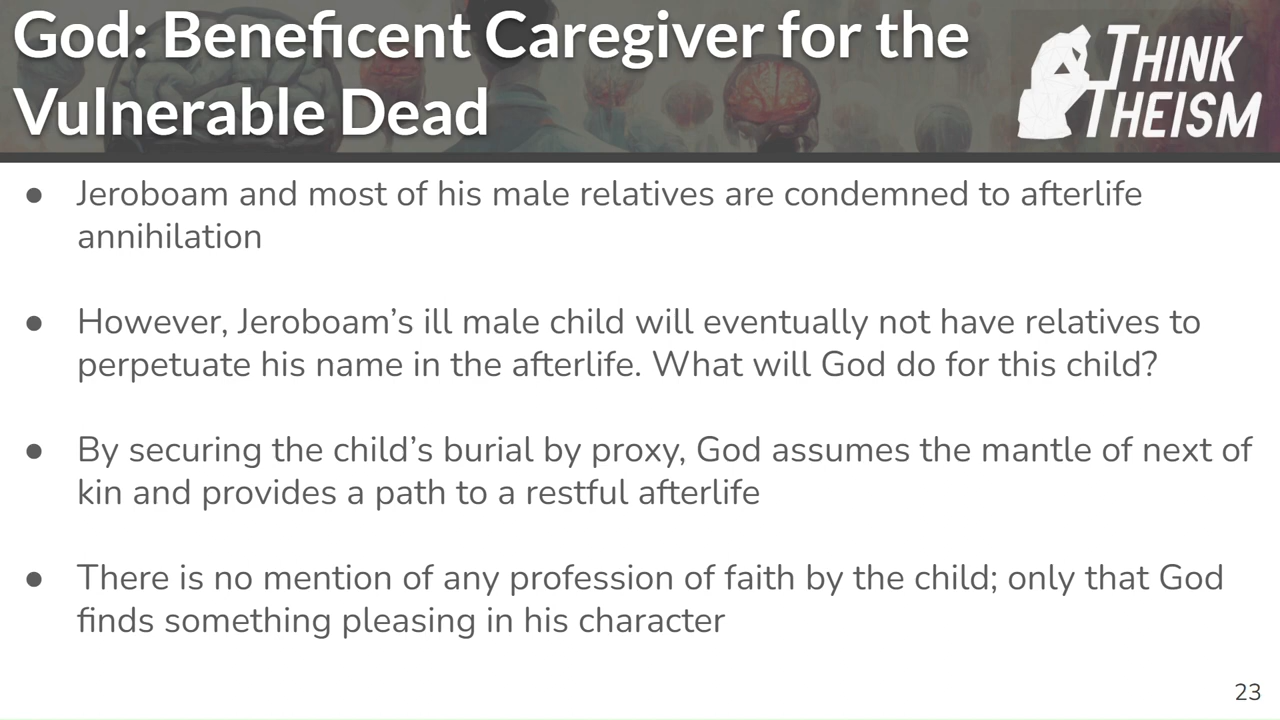 God: Beneficent Caregiver for the
Vulnerable Dead
THINK
THEISM
● Jeroboam and most of his male relatives are condemned to afterlife
annihilation
● However, Jeroboam’s ill male child will eventually not have relatives to
perpetuate his name in the afterlife. What will God do for this child?
● By securing the child’s burial by proxy, God assumes the mantle of next of
kin and provides a path to a restful afterlife
● There is no mention of any profession of faith by the child; only that God
finds something pleasing in his character
23